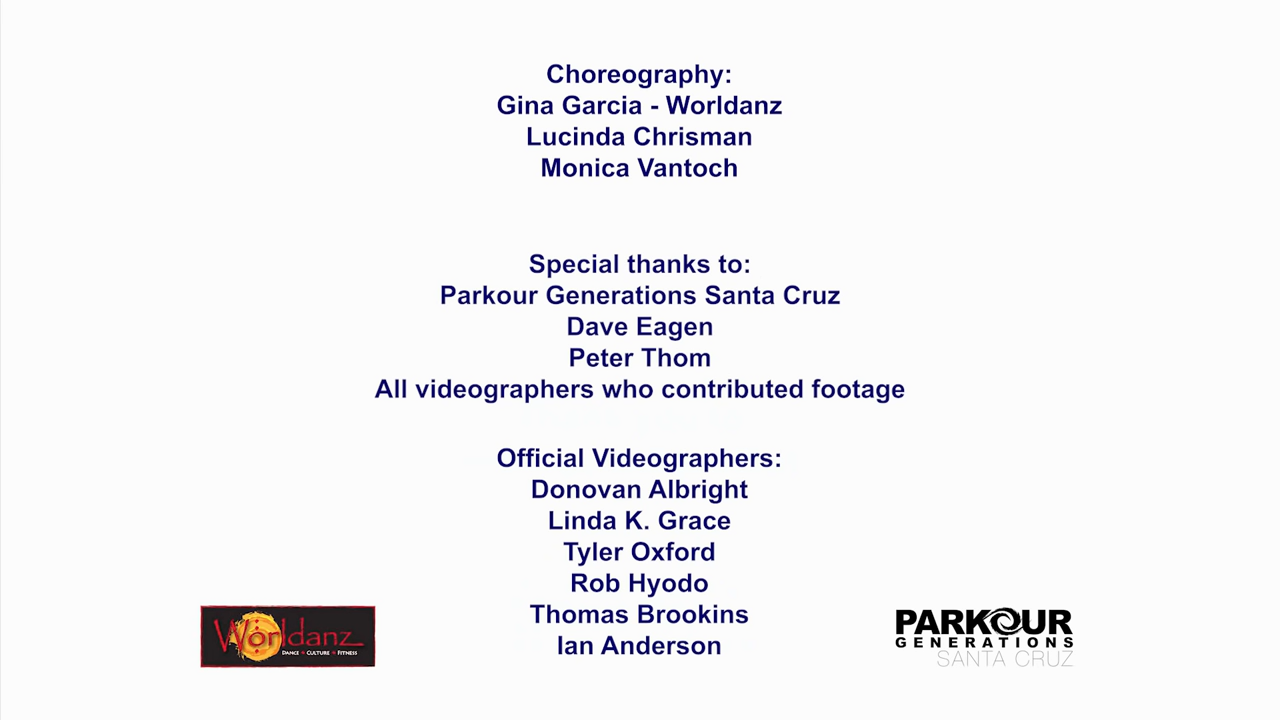 Choreography:
Gina Garcia - Worldanz
Lucinda Chrisman
Monica Vantoch
Special thanks to:
Parkour Generations Santa Cruz
Dave Eagen
Peter Thom
All videographers who contributed footage
Official Videographers:
Donovan Albright
Linda K. Grace
Tyler Oxford
Rob Hyodo
Thomas Brookins
Ian Anderson
Worldanz
DANCE • CULTURE • FITNESS
PARKOUR
GENERATIONS
SANTA CRUZ